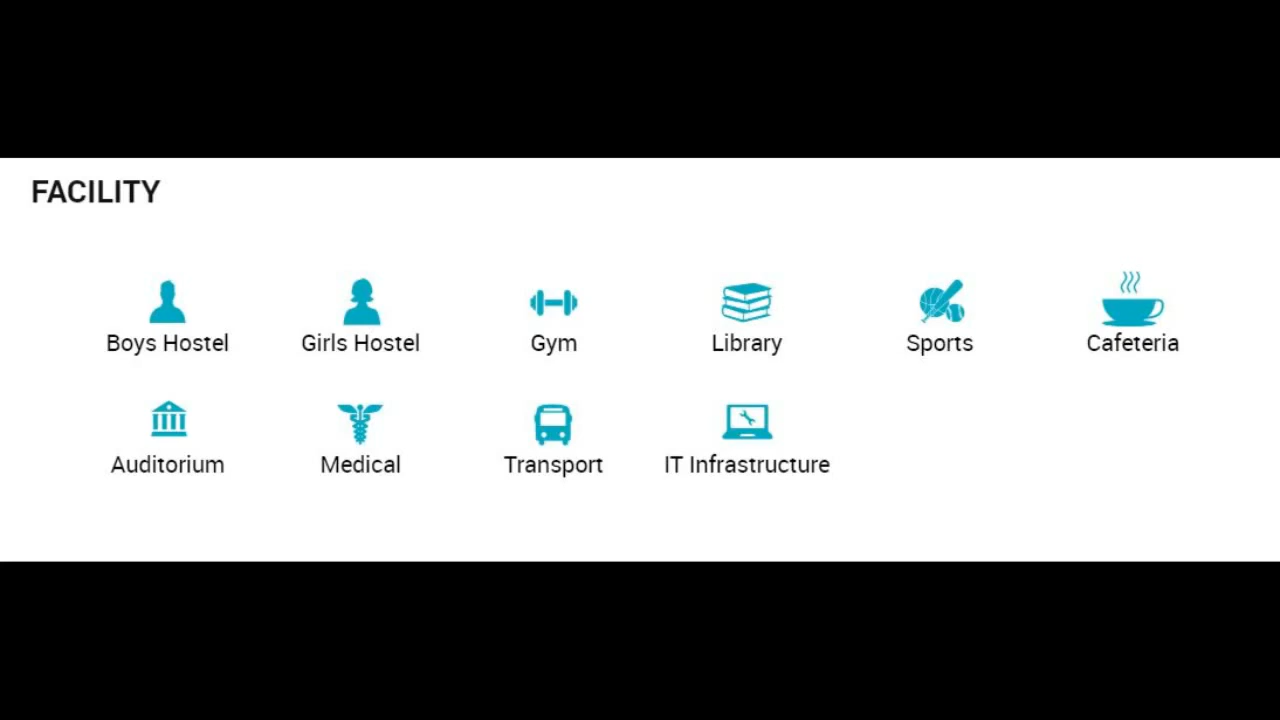 FACILITY
Boys Hostel Girls Hostel Gym Library Sports Cafeteria
Auditorium Medical Transport IT Infrastructure